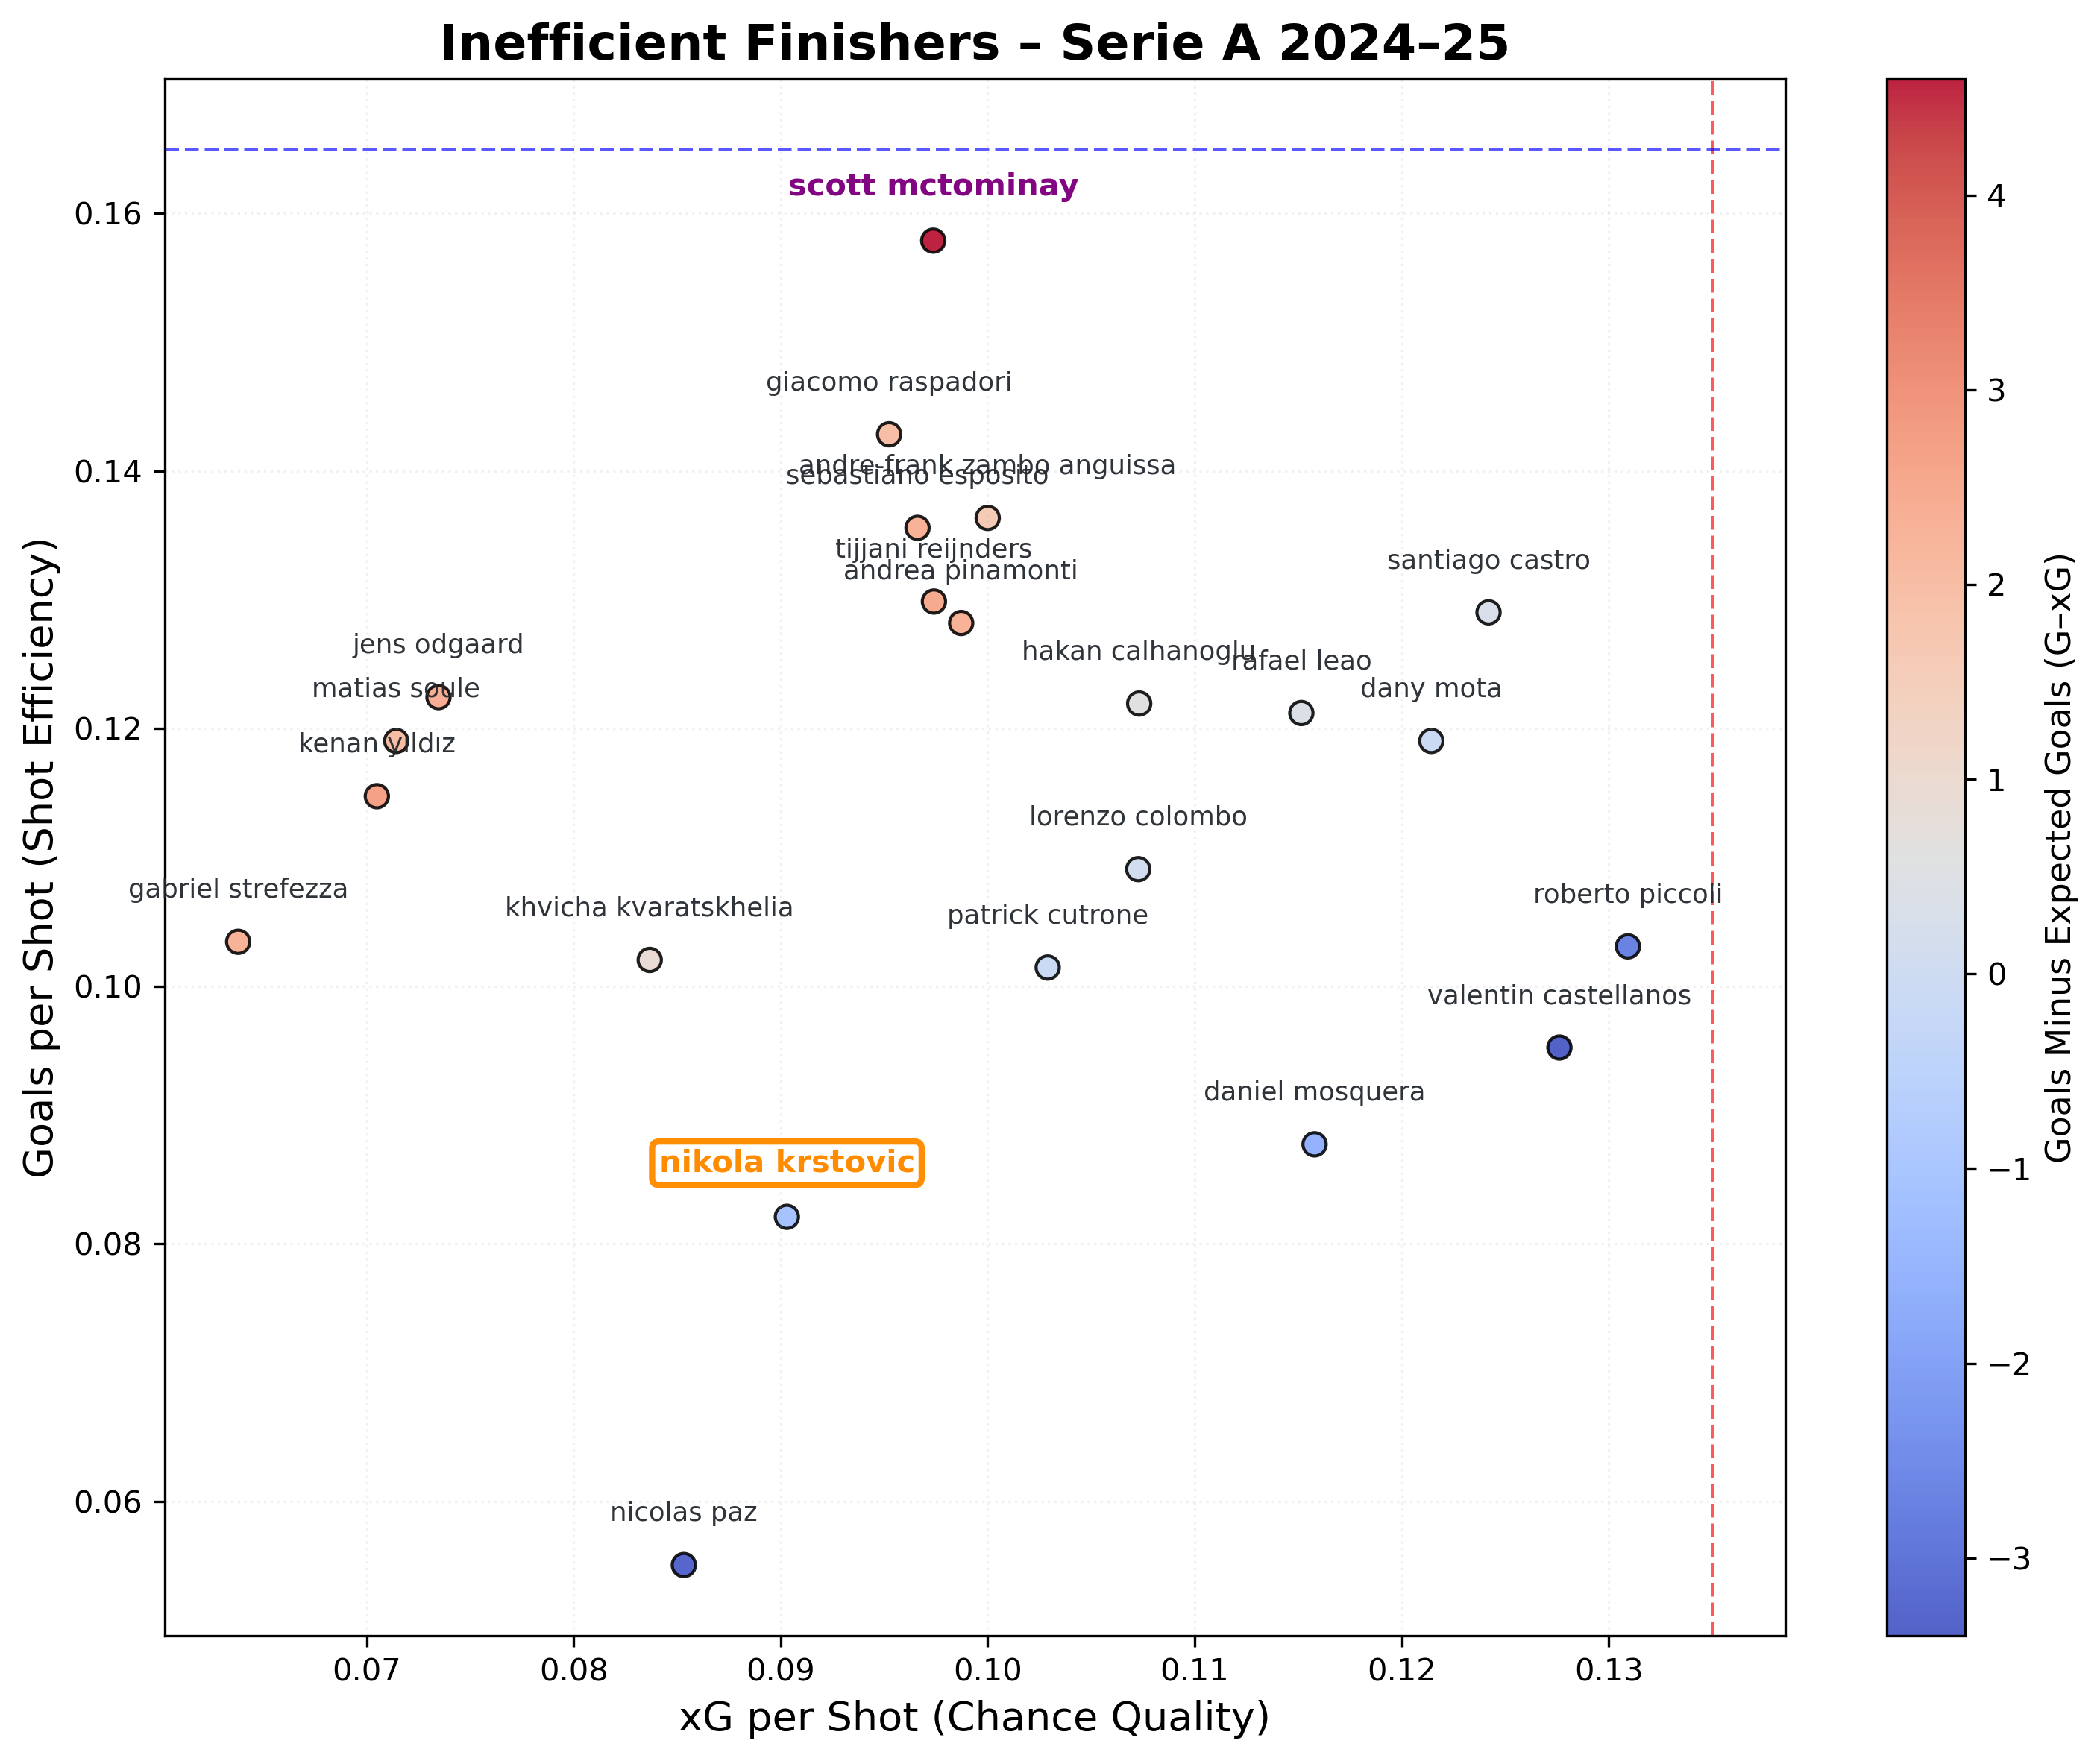 Inefficient Finishers – Serie A 2024–25
scott mctominay
giacomo raspadori
andre-frank zambo anguissa
sebastiano esposito
tijjani reijnders
andrea pinamonti
santiago castro
jens odgaard
hakan calhanoglu
rafael leao
matias soule
dany mota
kenan yıldız
lorenzo colombo
gabriel strefezza
roberto piccoli
khvicha kvaratskhelia
patrick cutrone
valentin castellanos
daniel mosquera
nikola krstovic
nicolas paz
Goals per Shot (Shot Efficiency)
0.16
0.14
0.12
0.10
0.08
0.06
0.07 0.08 0.09 0.10 0.11 0.12 0.13
xG per Shot (Chance Quality)
4
3
2
1
0
−1
−2
−3
Goals Minus Expected Goals (G–xG)